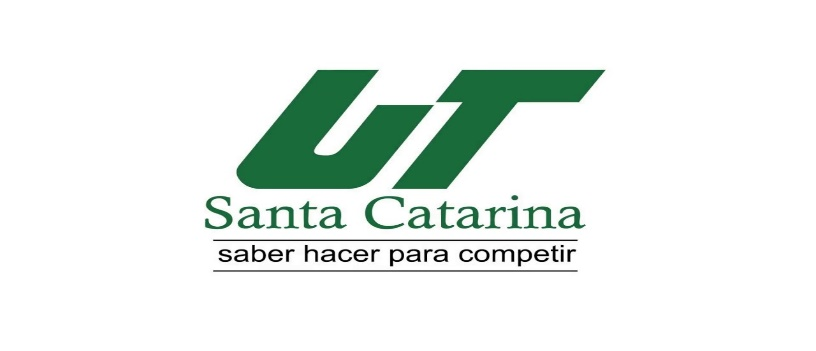 UT
Santa Catarina
saber hacer para competir